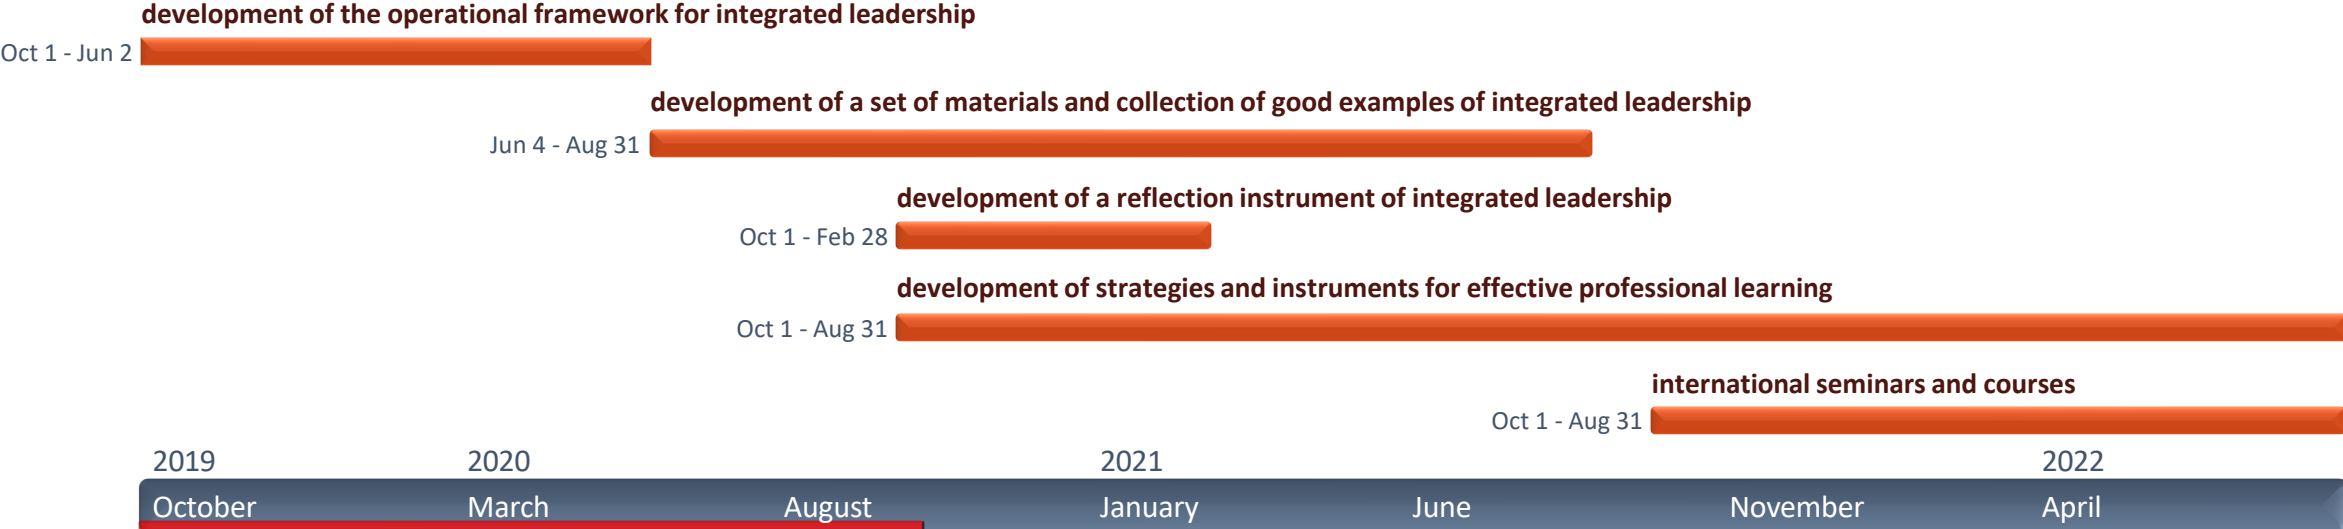 development of the operational framework for integrated leadership
Oct 1 - Jun 2
development of a set of materials and collection of good examples of integrated leadership
Jun 4 - Aug 31
development of a reflection instrument of integrated leadership
Oct 1 - Feb 28
development of strategies and instruments for effective professional learning
Oct 1 - Aug 31
international seminars and courses
Oct 1 - Aug 31
2019 2020 2021 2022
October March August January June November April